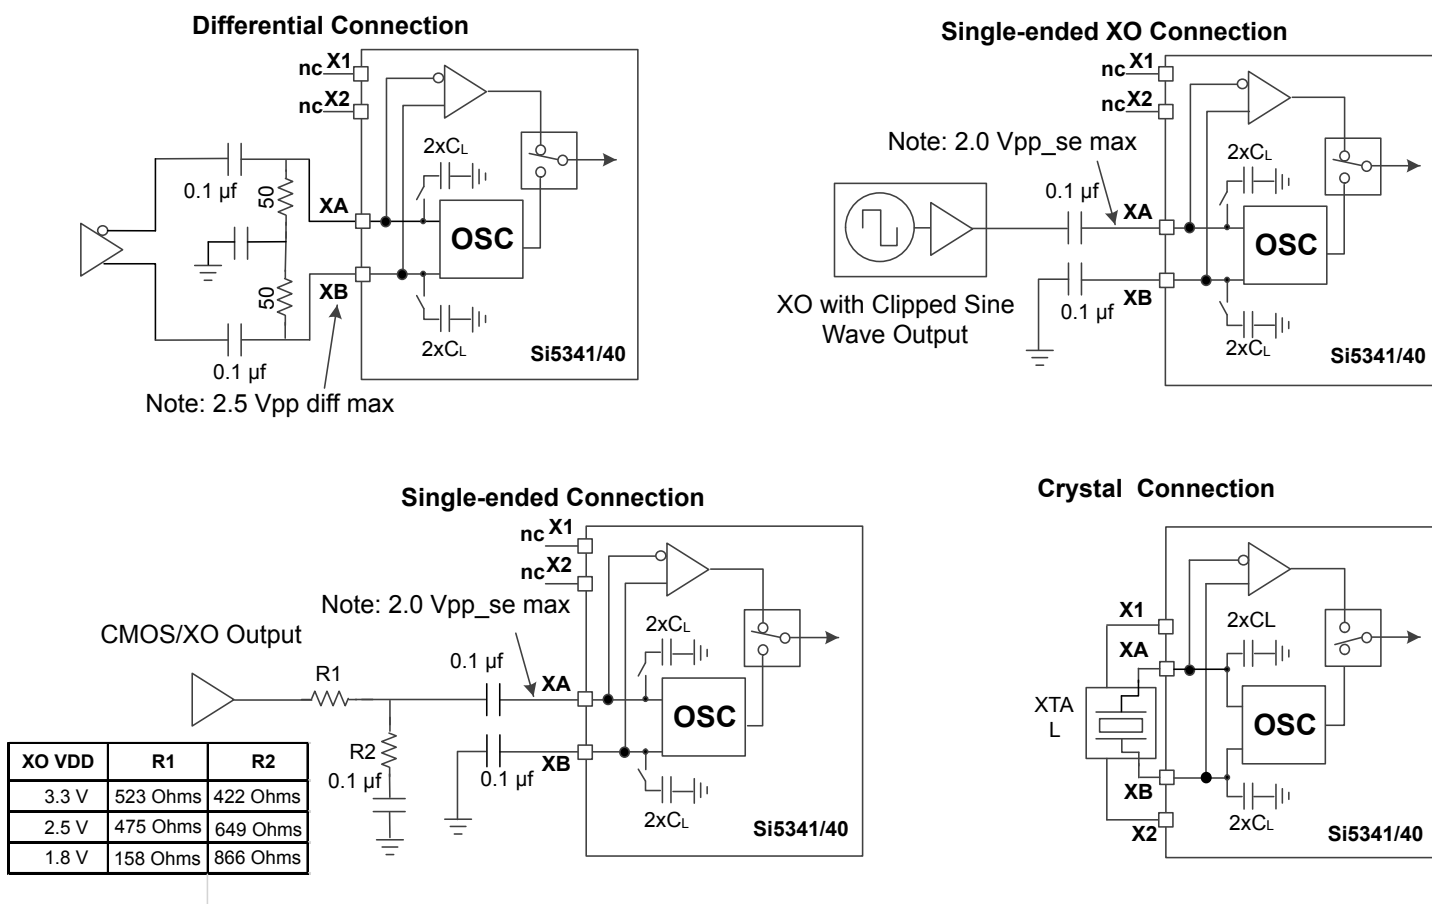 Differential Connection
nc X1
nc X2
2xCL
0.1 µf
50
XA
OSC
50
XB
2xCL
0.1 µf
Si5341/40
Note: 2.5 Vpp diff max
Single-ended XO Connection
nc X1
nc X2
Note: 2.0 Vpp_se max
2xCL
0.1 µf
XA
OSC
XB
0.1 µf
XO with Clipped Sine
Wave Output
2xCL
Si5341/40
Single-ended Connection
nc X1
nc X2
Note: 2.0 Vpp_se max
CMOS/XO Output
2xCL
0.1 µf
R1
XA
OSC
R2
XB
0.1 µf
0.1 µf
2xCL
Si5341/40
XO VDD R1 R2
3.3 V 523 Ohms 422 Ohms
2.5 V 475 Ohms 649 Ohms
1.8 V 158 Ohms 866 Ohms
Crystal Connection
X1
2xCL
XA
XTA
L
OSC
XB
2xCL
X2
Si5341/40